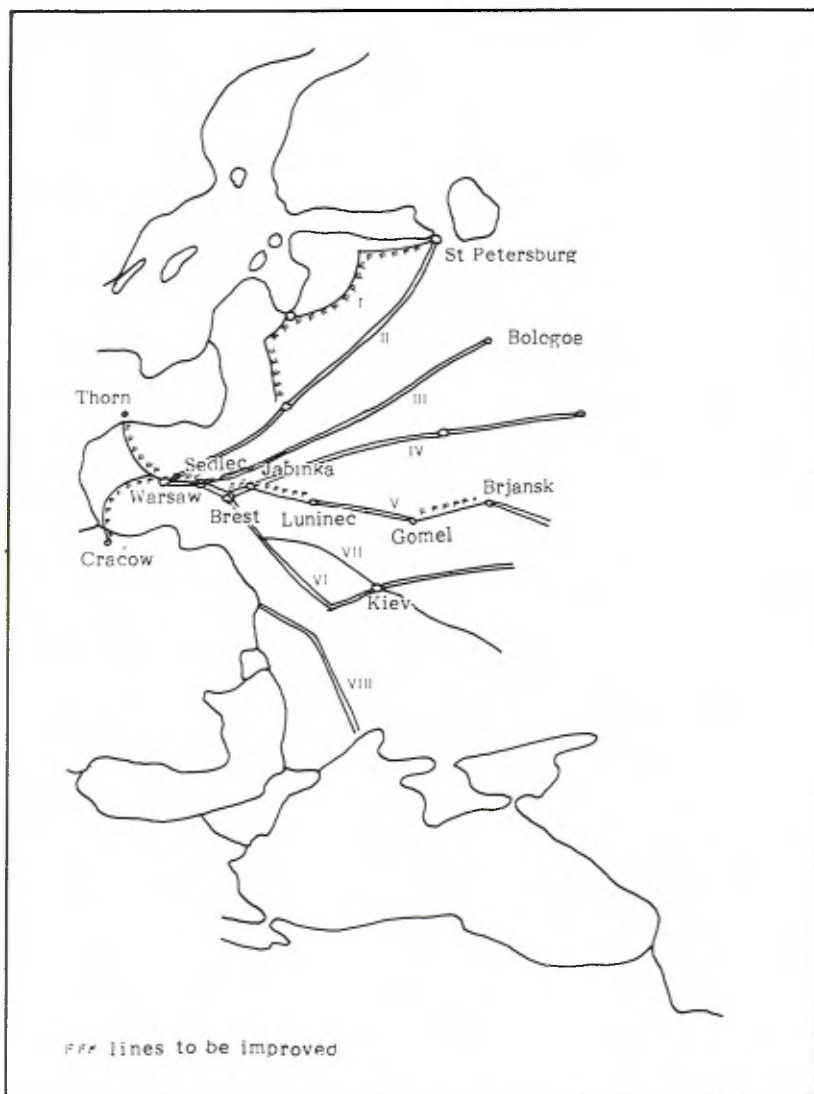 St Petersburg
I
II
Bologoe
III
Thorn
IV
Sedlec
Jabinka
Warsaw
Brest
Luninec
V
Brjansk
Gomel
Cracow
VII
VI
Kiev
VIII
lines to be improved